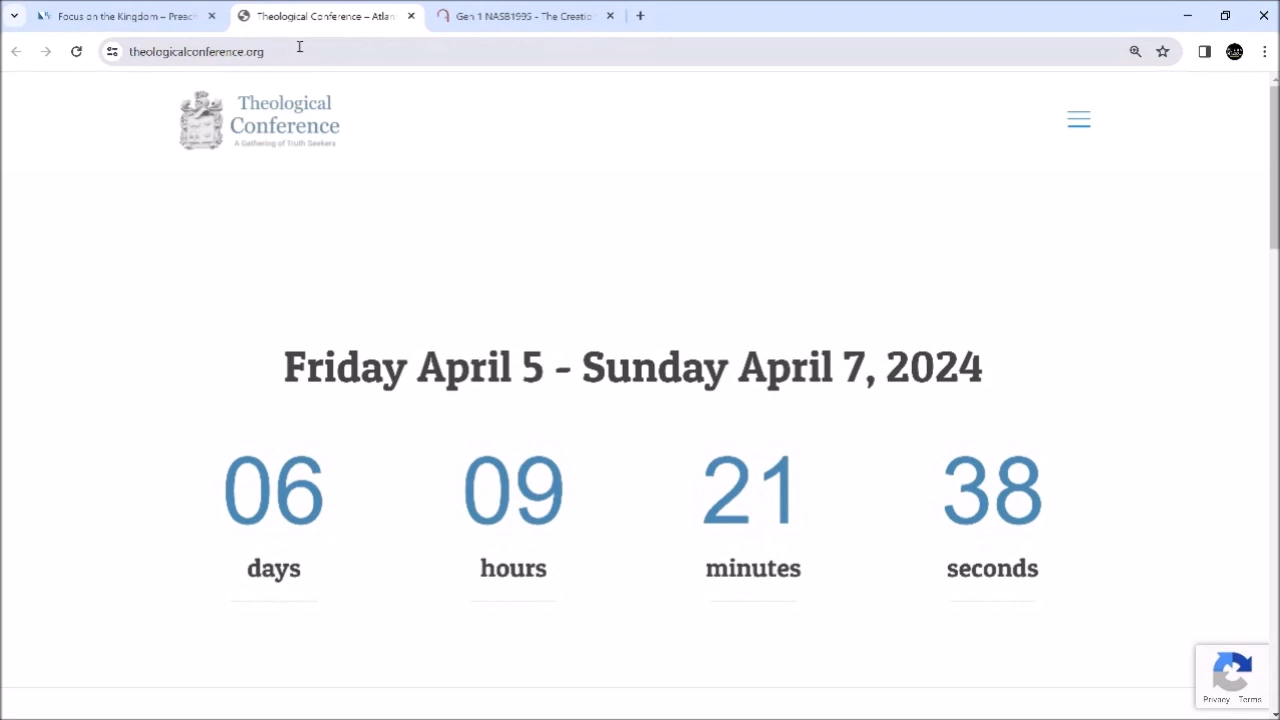 Focus on the Kingdom – Preach
Theological Conference – Atlan
Gen 1 NASB1995 - The Creation
theologicalconference.org
Theological
Conference
A Gathering of Truth Seekers
Friday April 5 - Sunday April 7, 2024
06 09 21 38
days hours minutes seconds
Privacy - Terms